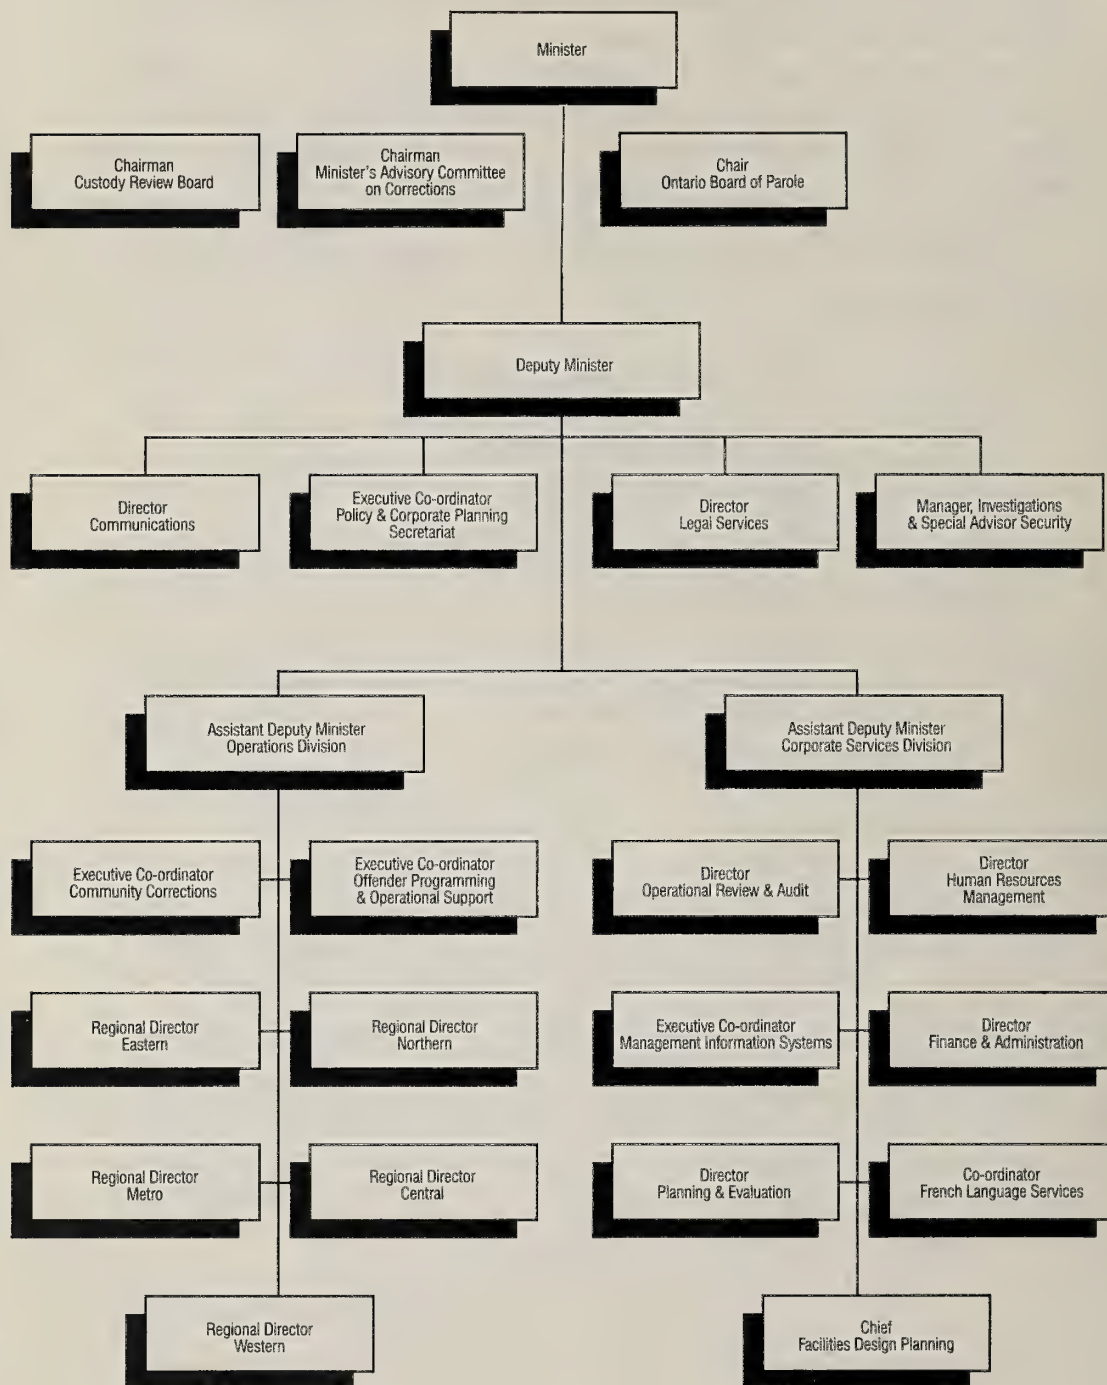 Minister
Chairman
Custody Review Board
Chairman
Minister's Advisory Committee
on Corrections
Chair
Ontario Board of Parole
Deputy Minister
Director
Communications
Executive Co-ordinator
Policy & Corporate Planning
Secretariat
Director
Legal Services
Manager, Investigations
& Special Advisor Security
Assistant Deputy Minister
Operations Division
Assistant Deputy Minister
Corporate Services Division
Executive Co-ordinator
Community Corrections
Executive Co-ordinator
Offender Programming
& Operational Support
Director
Operational Review & Audit
Director
Human Resources
Management
Regional Director
Eastern
Regional Director
Northern
Executive Co-ordinator
Management Information Systems
Director
Finance & Administration
Regional Director
Metro
Regional Director
Central
Director
Planning & Evaluation
Co-ordinator
French Language Services
Regional Director
Western
Chief
Facilities Design Planning